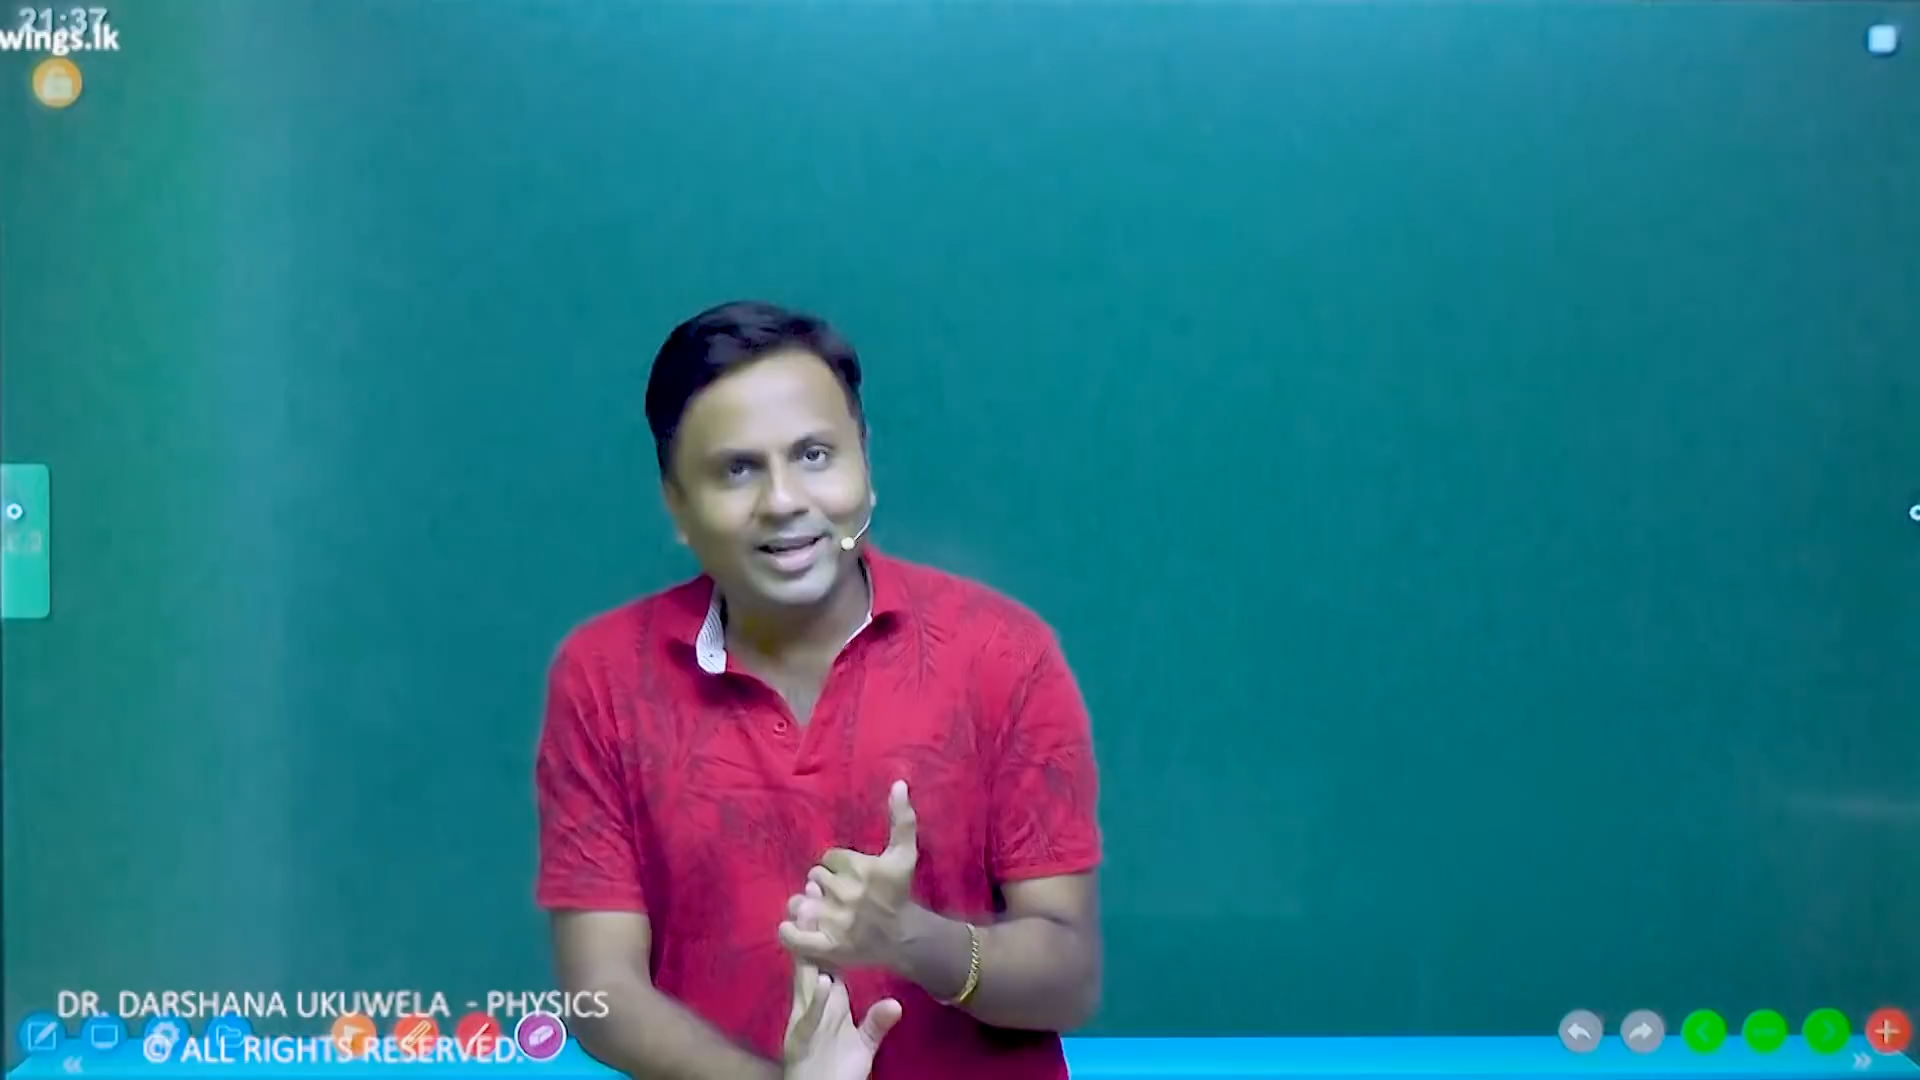 21:37
wings.lk
DR. DARSHANA UKUWELA - PHYSICS
© ALL RIGHTS RESERVED.